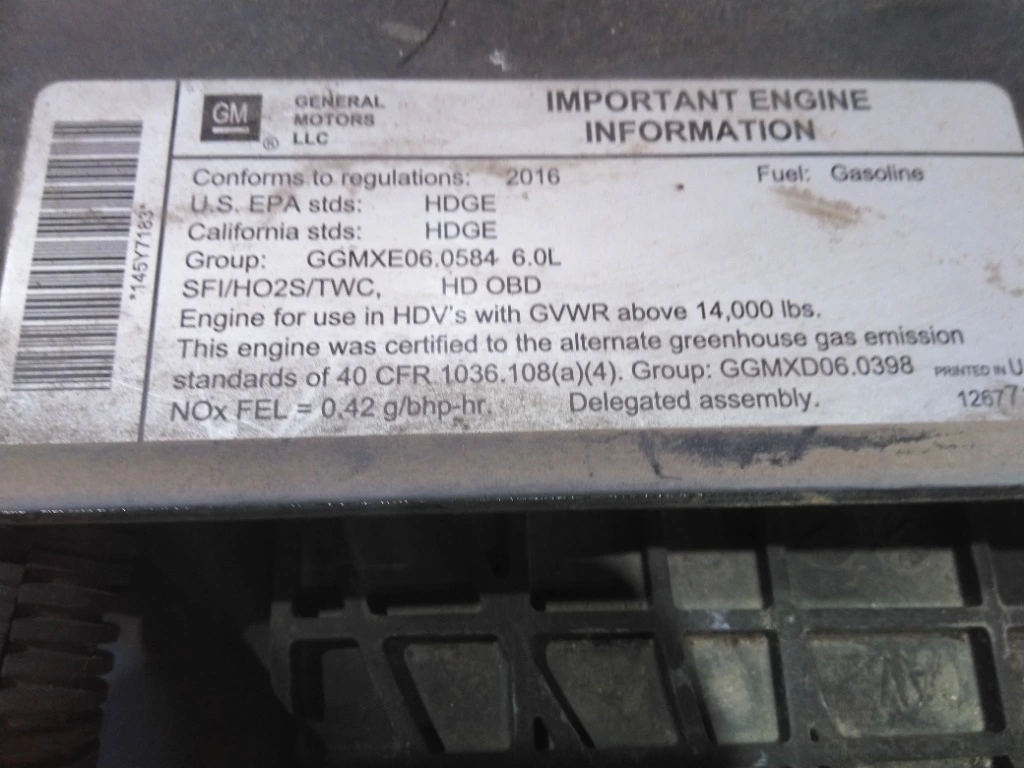 GM ® GENERAL MOTORS LLC
IMPORTANT ENGINE
INFORMATION
Conforms to regulations: 2016 Fuel: Gasoline
U.S. EPA stds: HDGE
California stds: HDGE
Group: GGMXE06.0584 6.0L
SFI/HO2S/TWC, HD OBD
Engine for use in HDV's with GVWR above 14,000 lbs.
This engine was certified to the alternate greenhouse gas emission
standards of 40 CFR 1036.108(a)(4). Group: GGMXD06.0398 PRINTED IN U
NOx FEL = 0.42 g/bhp-hr. Delegated assembly. 12677
*145Y7183*